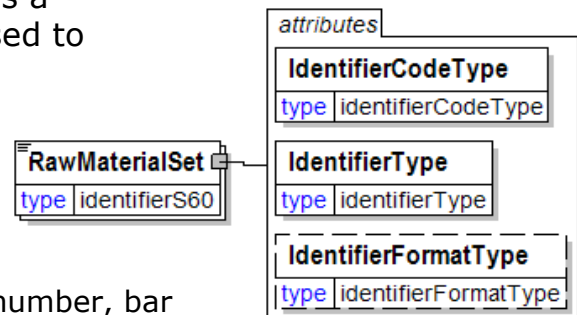 s a
sed to
attributes
IdentifierCodeType
type identifierCodeType
RawMaterialSet
type identifierS60
IdentifierType
type identifierType
IdentifierFormatType
type identifierFormatType
number, bar